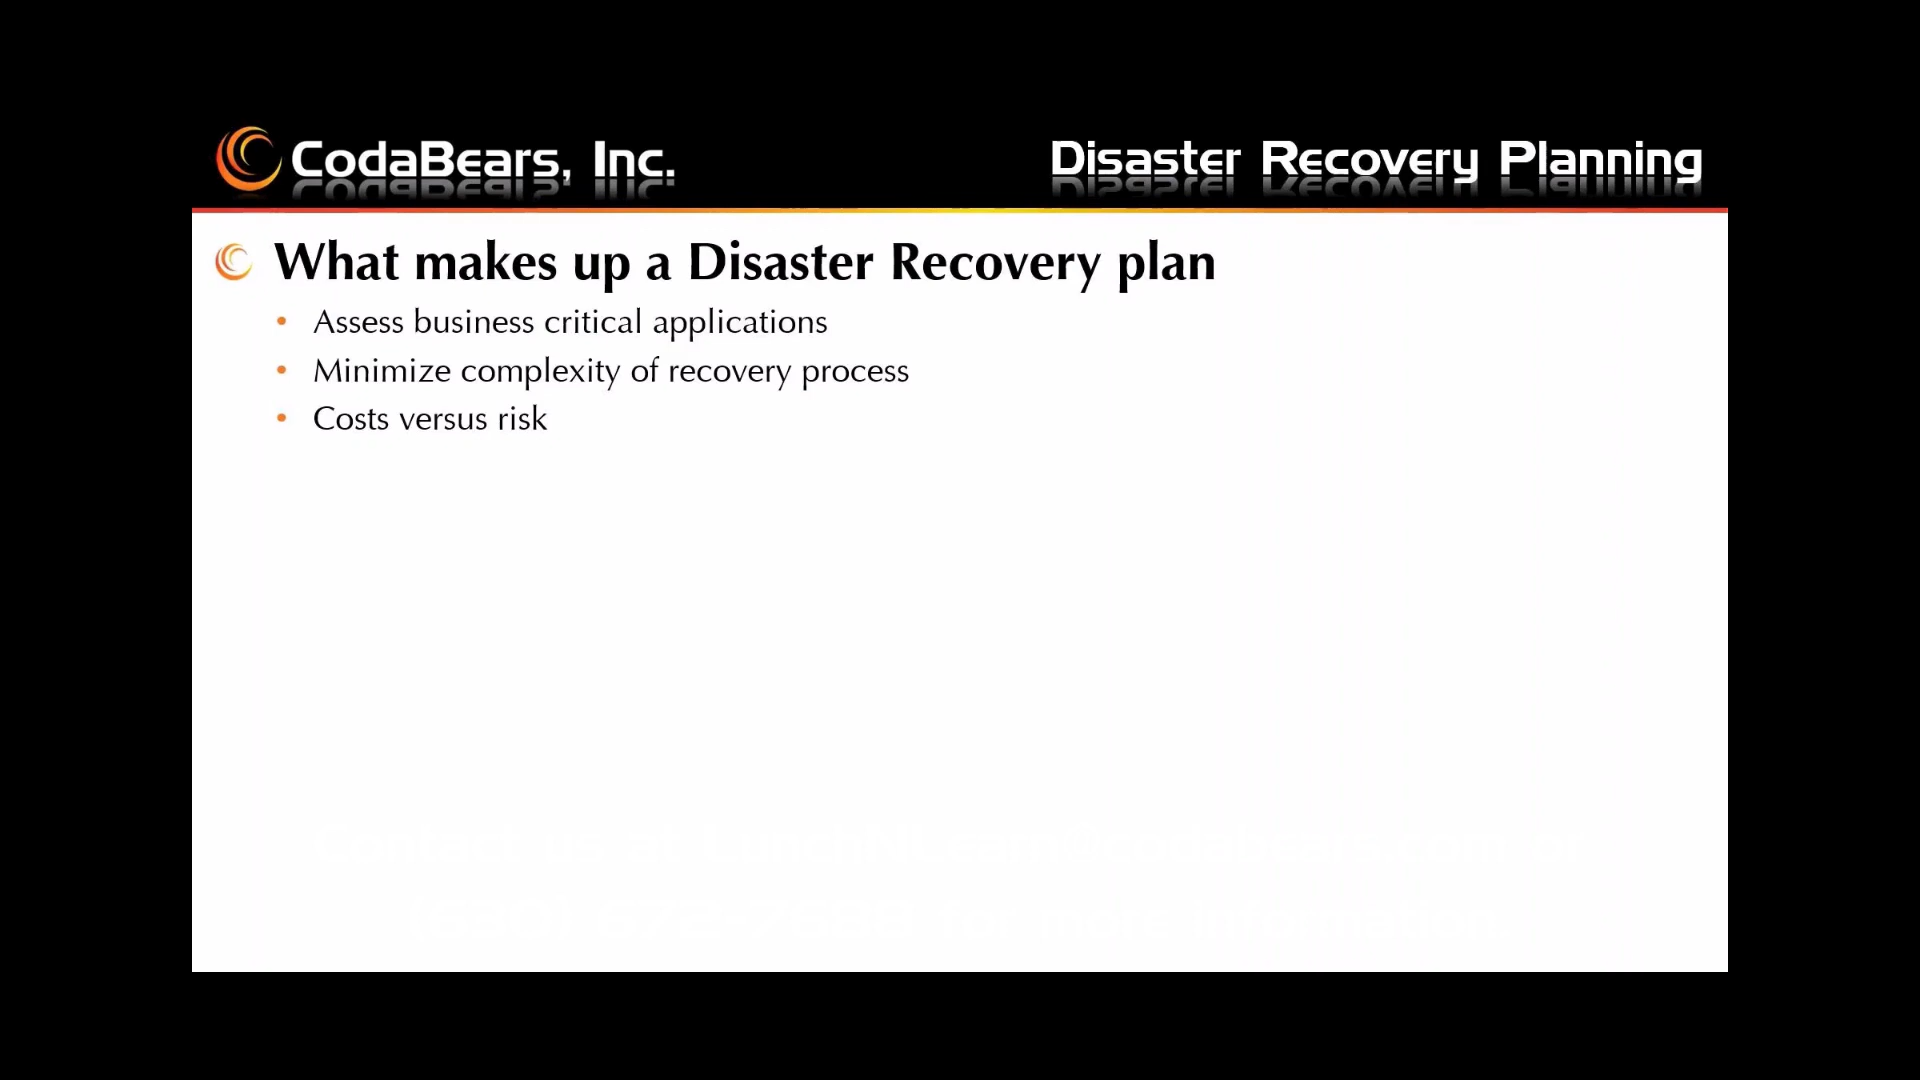 CodaBears, Inc.
Disaster Recovery Planning
What makes up a Disaster Recovery plan
• Assess business critical applications
• Minimize complexity of recovery process
• Costs versus risk